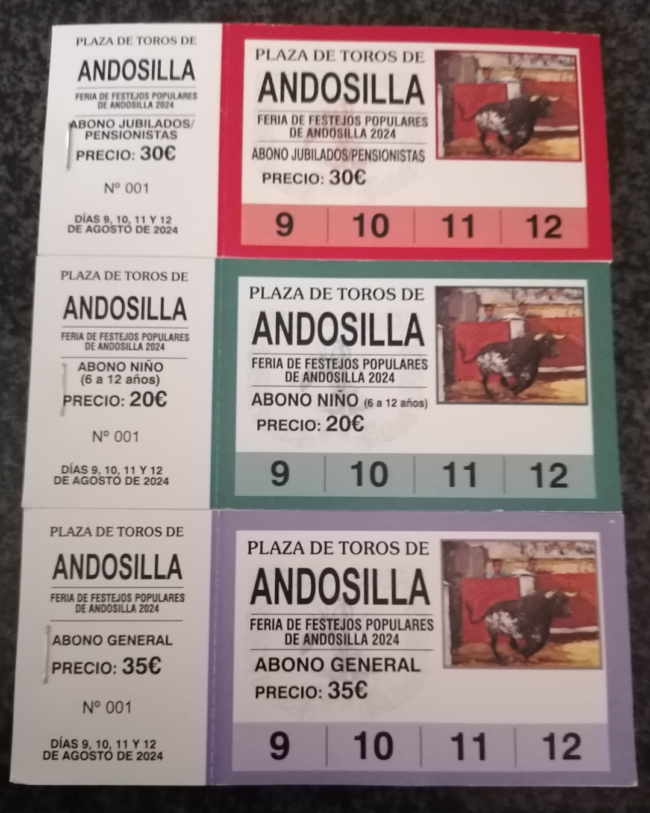 PLAZA DE TOROS DE
ANDOSILLA
FERIA DE FESTEJOS POPULARES
DE ANDOSILLA 2024
ABONO JUBILADOS/
PENSIONISTAS
PRECIO: 30€
Nº 001
DÍAS 9, 10, 11 Y 12
DE AGOSTO DE 2024
PLAZA DE TOROS DE
ANDOSILLA
FERIA DE FESTEJOS POPULARES
DE ANDOSILLA 2024
ABONO JUBILADOS/PENSIONISTAS
PRECIO: 30€
9 10 11 12
PLAZA DE TOROS DE
ANDOSILLA
FERIA DE FESTEJOS POPULARES
DE ANDOSILLA 2024
ABONO NIÑO
(6 a 12 años)
PRECIO: 20€
Nº 001
DÍAS 9, 10, 11 Y 12
DE AGOSTO DE 2024
PLAZA DE TOROS DE
ANDOSILLA
FERIA DE FESTEJOS POPULARES
DE ANDOSILLA 2024
ABONO NIÑO (6 a 12 años)
PRECIO: 20€
9 10 11 12
PLAZA DE TOROS DE
ANDOSILLA
FERIA DE FESTEJOS POPULARES
DE ANDOSILLA 2024
ABONO GENERAL
PRECIO: 35€
Nº 001
DÍAS 9, 10, 11 Y 12
DE AGOSTO DE 2024
PLAZA DE TOROS DE
ANDOSILLA
FERIA DE FESTEJOS POPULARES
DE ANDOSILLA 2024
ABONO GENERAL
PRECIO: 35€
9 10 11 12